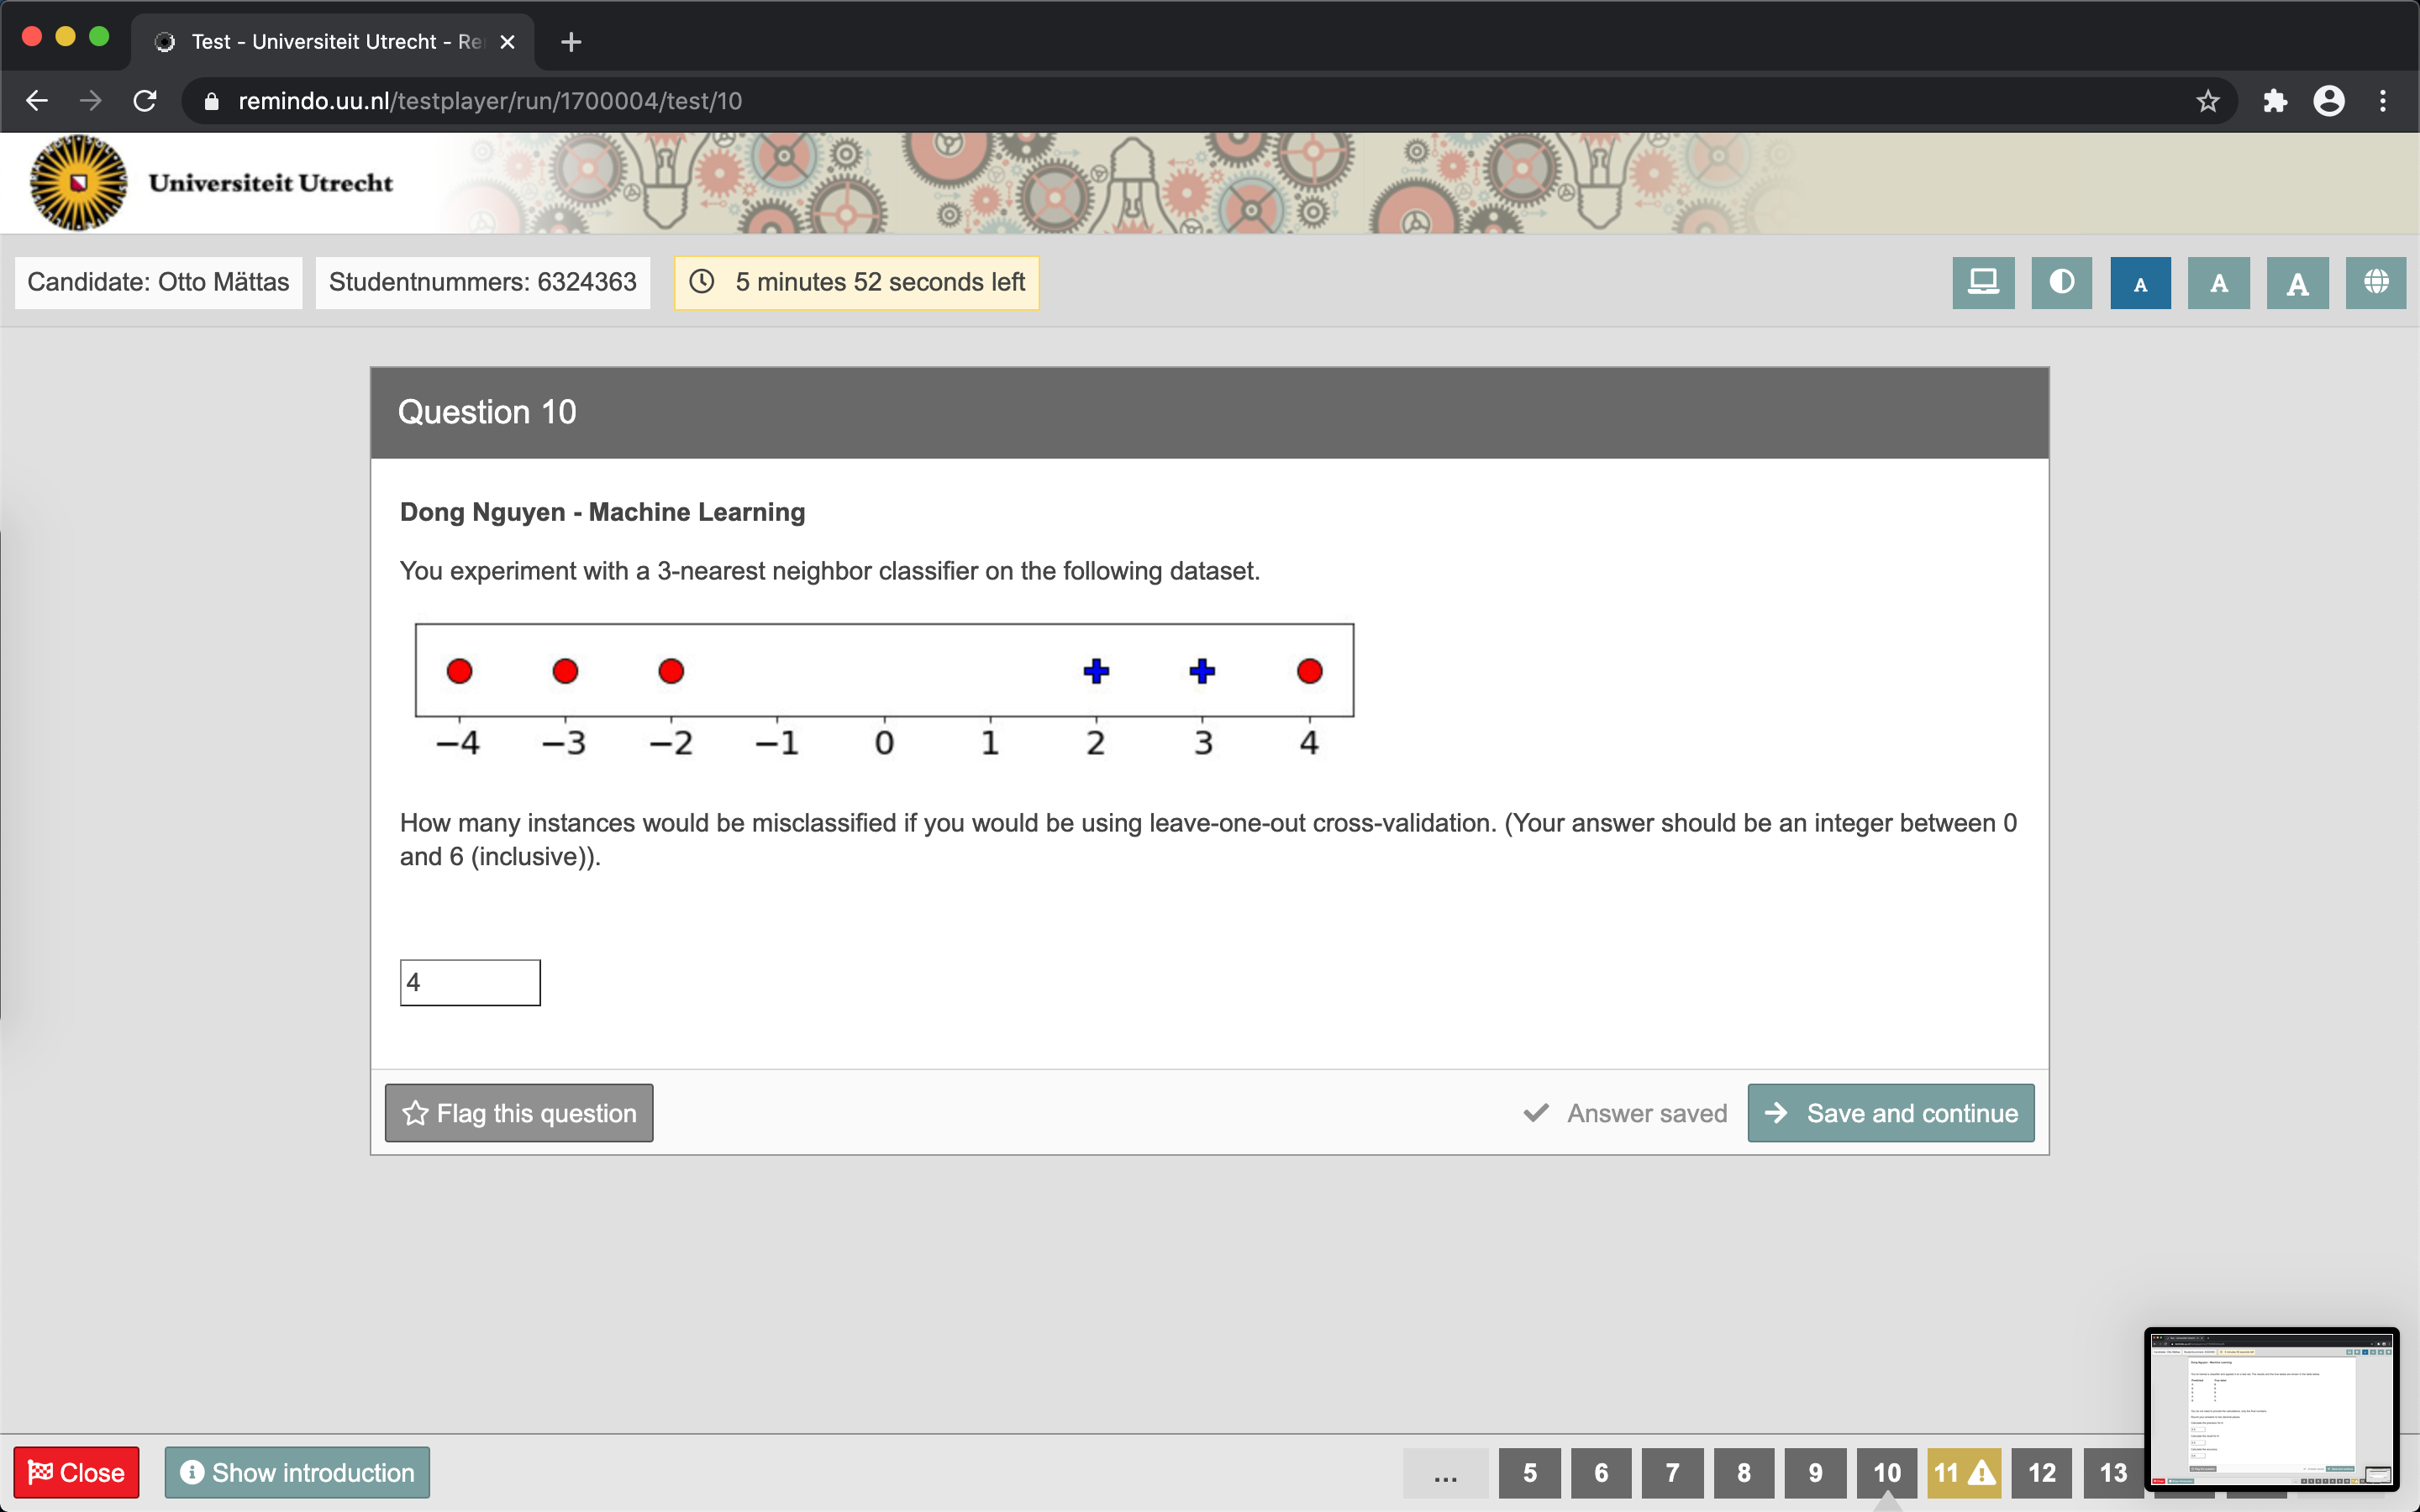 Test - Universiteit Utrecht - Re
remindo.uu.nl/testplayer/run/1700004/test/10
Universiteit Utrecht
Candidate: Otto Mättas
Studentnummers: 6324363
5 minutes 52 seconds left
A
A
A
Question 10
Dong Nguyen - Machine Learning
You experiment with a 3-nearest neighbor classifier on the following dataset.
−4 −3 −2 −1 0 1 2 3 4
How many instances would be misclassified if you would be using leave-one-out cross-validation. (Your answer should be an integer between 0
and 6 (inclusive)).
4
Flag this question
Answer saved
Save and continue
Close
Show introduction
... 5 6 7 8 9 10 11 12 13